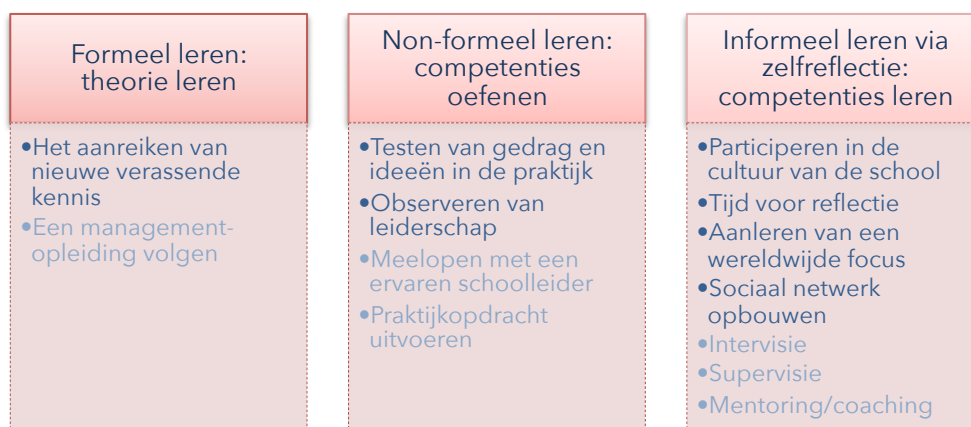 Formeel leren:
theorie leren
•Het aanreiken van
nieuwe verassende
kennis
•Een management-
opleiding volgen
Non-formeel leren:
competenties
oefenen
•Testen van gedrag en
ideeën in de praktijk
•Observeren van
leiderschap
•Meelopen met een
ervaren schoolleider
•Praktijkopdracht
uitvoeren
Informeel leren via
zelfreflectie:
competenties leren
•Participeren in de
cultuur van de school
•Tijd voor reflectie
•Aanleren van een
wereldwijde focus
•Sociaal netwerk
opbouwen
•Intervisie
•Supervisie
•Mentoring/coaching